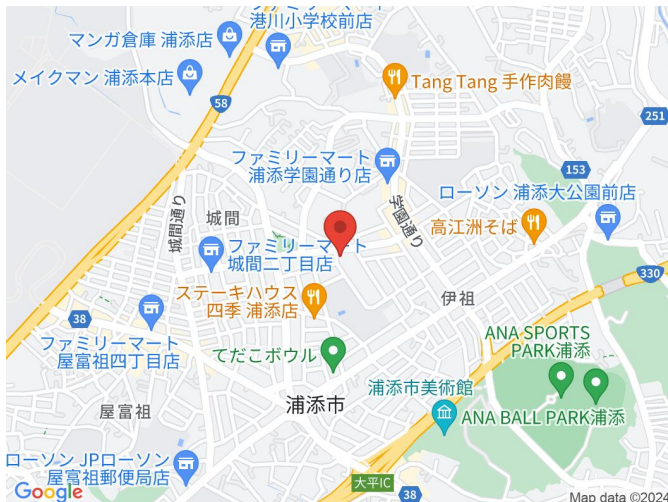 ファミリーマート
港川小学校前店
マンガ倉庫 浦添店
メイクマン 浦添本店
Tang Tang 手作肉饅
58
251
ファミリーマート
浦添学園通り店
153
ローソン 浦添大公園前店
城間通り
城間
学園通り
高江洲そば
ファミリーマート
城間二丁目店
330
ステーキハウス
四季 浦添店
伊祖
38
ファミリーマート
屋富祖四丁目店
てだこボウル
ANA SPORTS
PARK浦添
浦添市美術館
屋富祖
浦添市
ANA BALL PARK浦添
ローソン JPローソン
屋富祖郵便局店
大平IC
38
Google
Map data ©2024